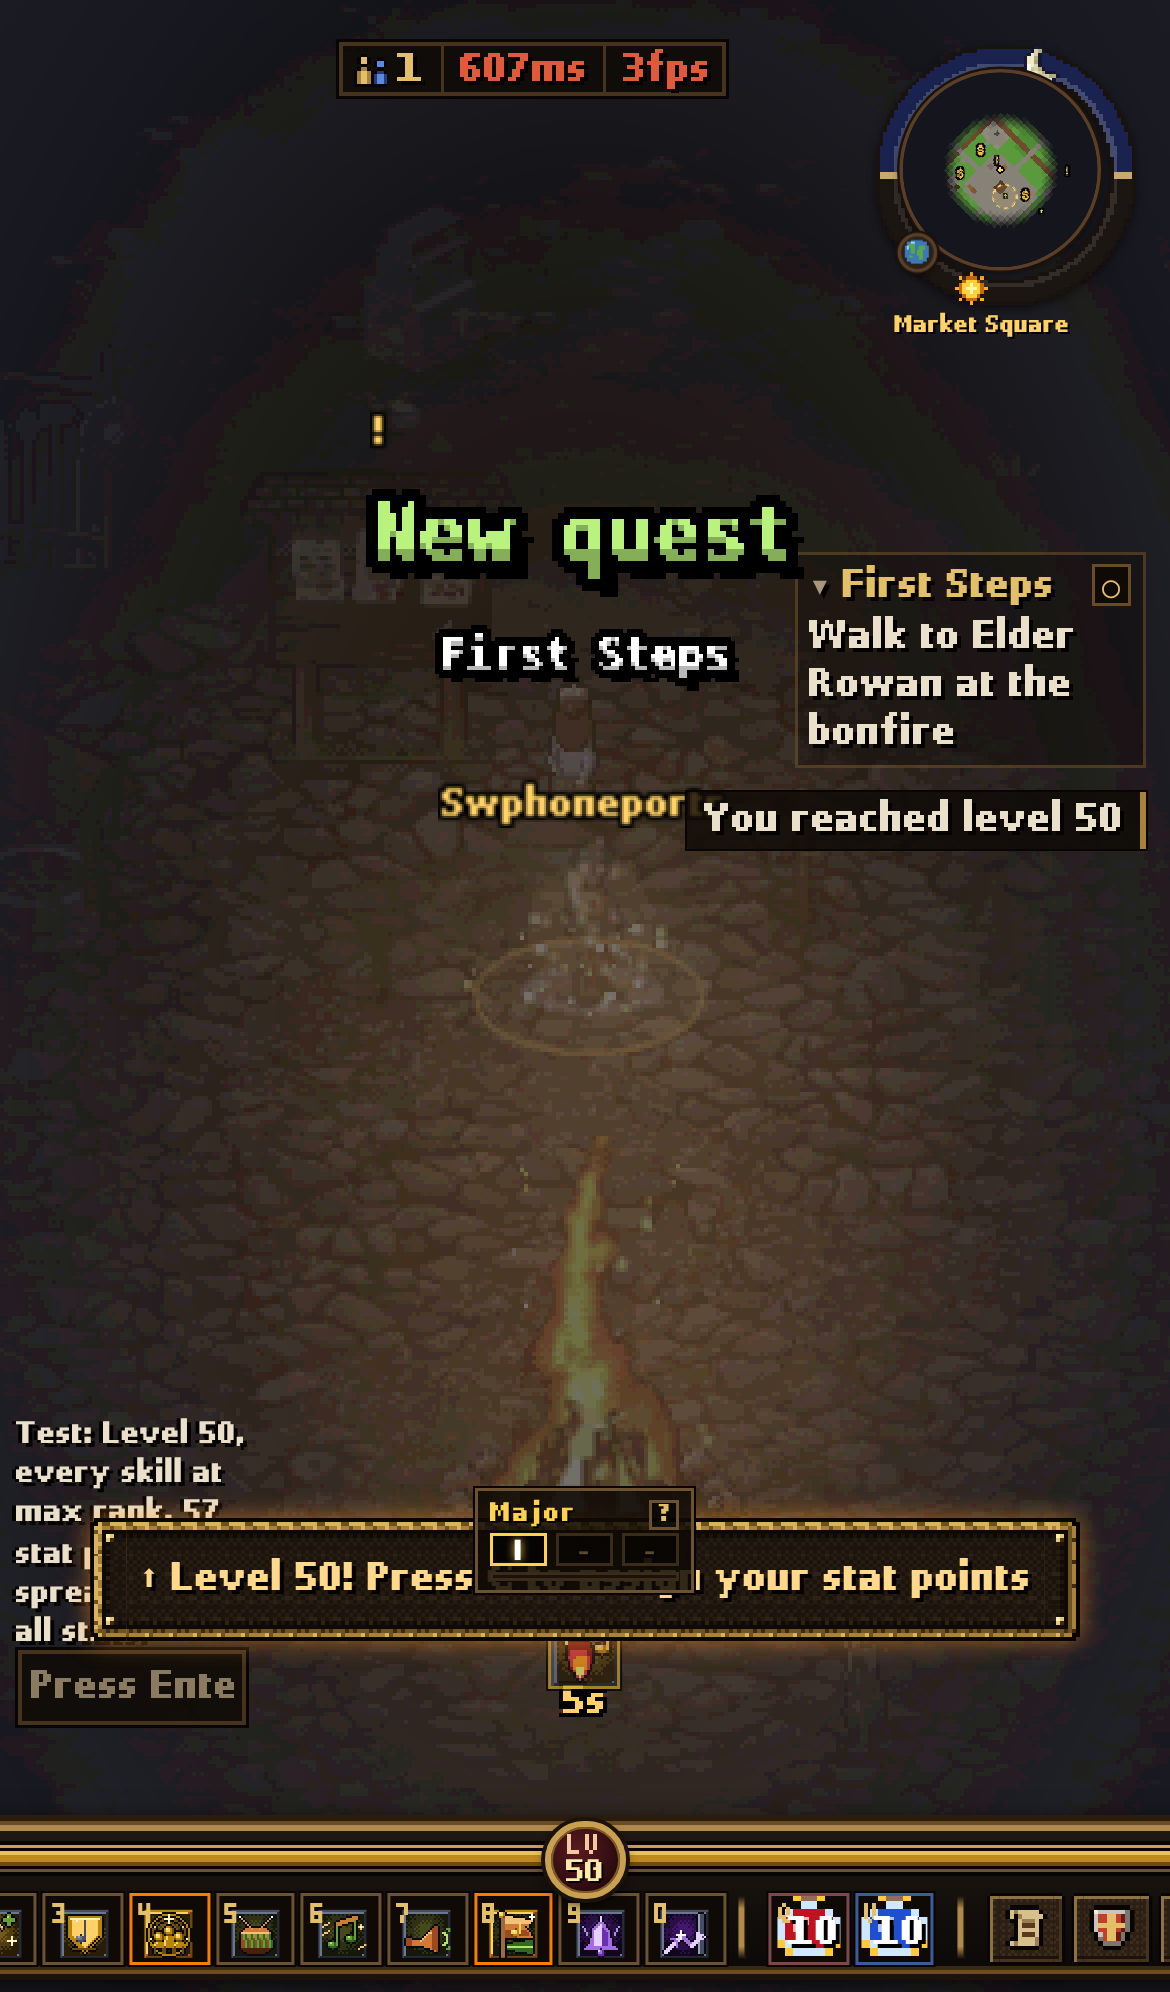 1 607ms 3fps
Market Square
!
New quest
First Steps
▼ First Steps
Walk to Elder
Rowan at the
bonfire
You reached level 50
Test: Level 50,
every skill at
max rank. 57
stat
all
Major ?
I - -
↑ Level 50! Press your stat points
Press Ente
5s
LV
50
3 4 5 6 7 8 9 0 10 10